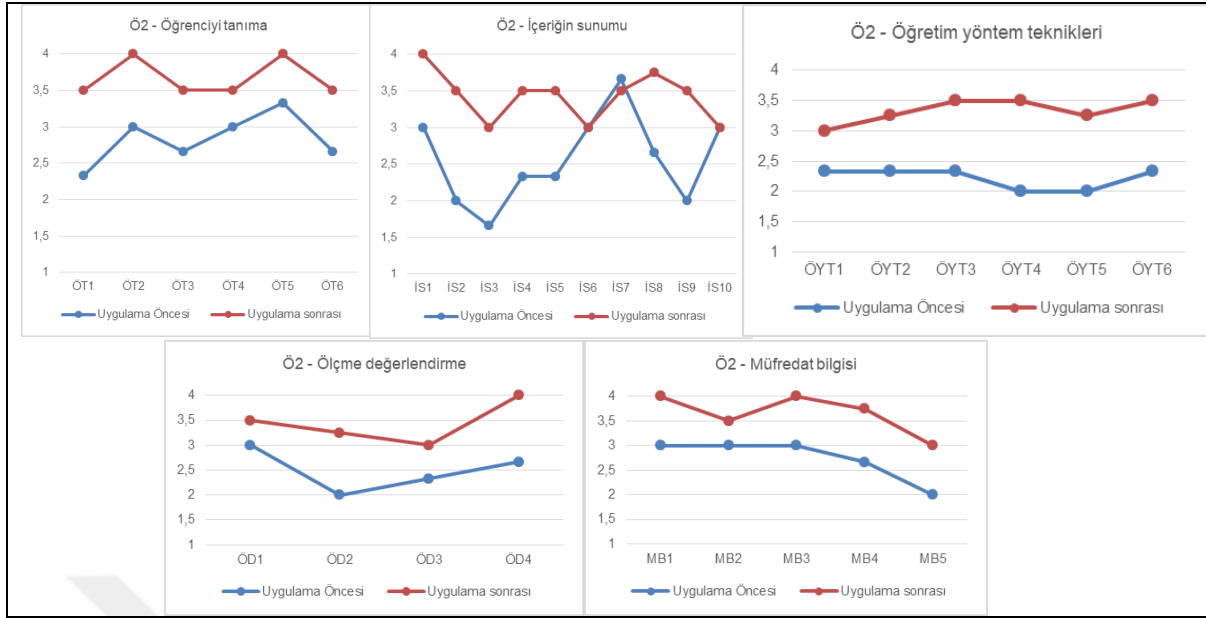 Ö2 - Öğrenciyi tanıma
4
3,5
3
2,5
2
1,5
1
ÖT1 ÖT2 ÖT3 ÖT4 ÖT5 ÖT6
Uygulama Öncesi Uygulama sonrası
Ö2 - İçeriğin sunumu
4
3,5
3
2,5
2
1,5
1
İS1 İS2 İS3 İS4 İS5 İS6 İS7 İS8 İS9 İS10
Uygulama Öncesi Uygulama sonrası
Ö2 - Öğretim yöntem teknikleri
4
3,5
3
2,5
2
1,5
1
ÖYT1 ÖYT2 ÖYT3 ÖYT4 ÖYT5 ÖYT6
Uygulama Öncesi Uygulama sonrası
Ö2 - Ölçme değerlendirme
4
3,5
3
2,5
2
1,5
1
ÖD1 ÖD2 ÖD3 ÖD4
Uygulama Öncesi Uygulama sonrası
Ö2 - Müfredat bilgisi
4
3,5
3
2,5
2
1,5
1
MB1 MB2 MB3 MB4 MB5
Uygulama Öncesi Uygulama sonrası